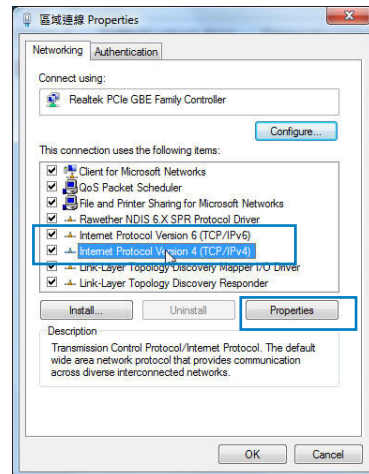 區域連線 Properties
Networking
Authentication
Connect using:
Realtek PCIe GBE Family Controller
Configure...
This connection uses the following items:
Client for Microsoft Networks
QoS Packet Scheduler
File and Printer Sharing for Microsoft Networks
Rawether NDIS 6.X SPR Protocol Driver
Internet Protocol Version 6 (TCP/IPv6)
Internet Protocol Version 4 (TCP/IPv4)
Link-Layer Topology Discovery Mapper I/O Driver
Link-Layer Topology Discovery Responder
Install...
Uninstall
Properties
Description
Transmission Control Protocol/Internet Protocol. The default
wide area network protocol that provides communication
across diverse interconnected networks.
OK
Cancel